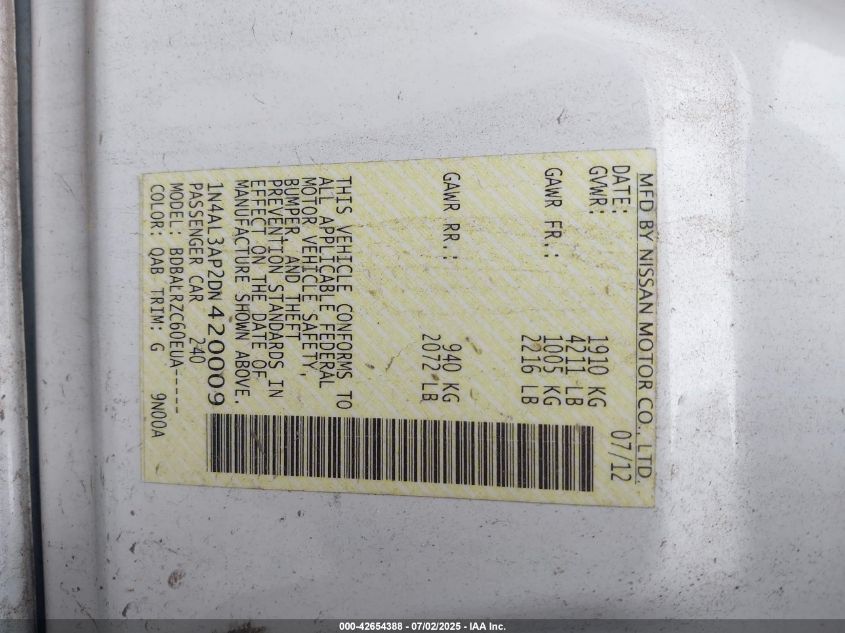 MFD BY NISSAN MOTOR CO., LTD.
DATE: 07/12
GVWR: 1910 KG
4211 LB
GAWR FR.: 1005 KG
2216 LB
GAWR RR.: 940 KG
2072 LB
THIS VEHICLE CONFORMS TO
ALL APPLICABLE FEDERAL
MOTOR VEHICLE SAFETY,
BUMPER, AND THEFT
PREVENTION STANDARDS IN
EFFECT ON THE DATE OF
MANUFACTURE SHOWN ABOVE.
1N4AL3AP2DN420009
PASSENGER CAR 240
MODEL: BDBALRZC60EUA-----
COLOR: QAB TRIM: G 9N00A
000-42654388 - 07/02/2025 - IAA Inc.